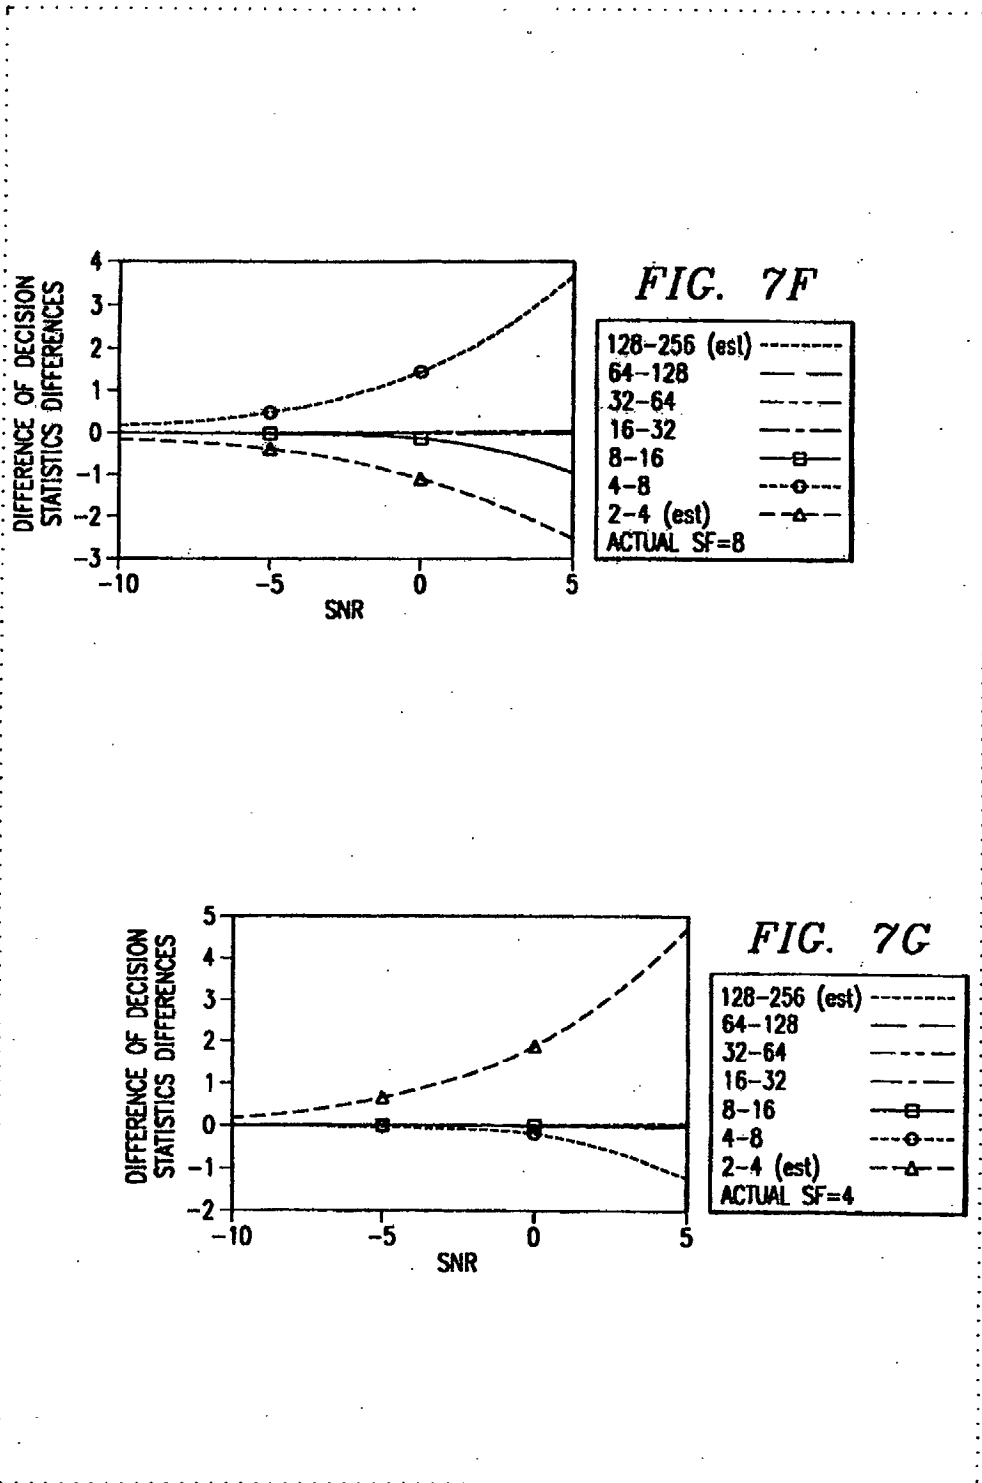 FIG. 7F
DIFFERENCE OF DECISION
STATISTICS DIFFERENCES
4
3
2
1
0
−1
−2
−3
−10
−5
0
5
SNR
128−256 (est)
64−128
32−64
16−32
8−16
4−8
2−4 (est)
ACTUAL SF=8
FIG. 7G
DIFFERENCE OF DECISION
STATISTICS DIFFERENCES
5
4
3
2
1
0
−1
−2
−10
−5
0
5
SNR
128−256 (est)
64−128
32−64
16−32
8−16
4−8
2−4 (est)
ACTUAL SF=4